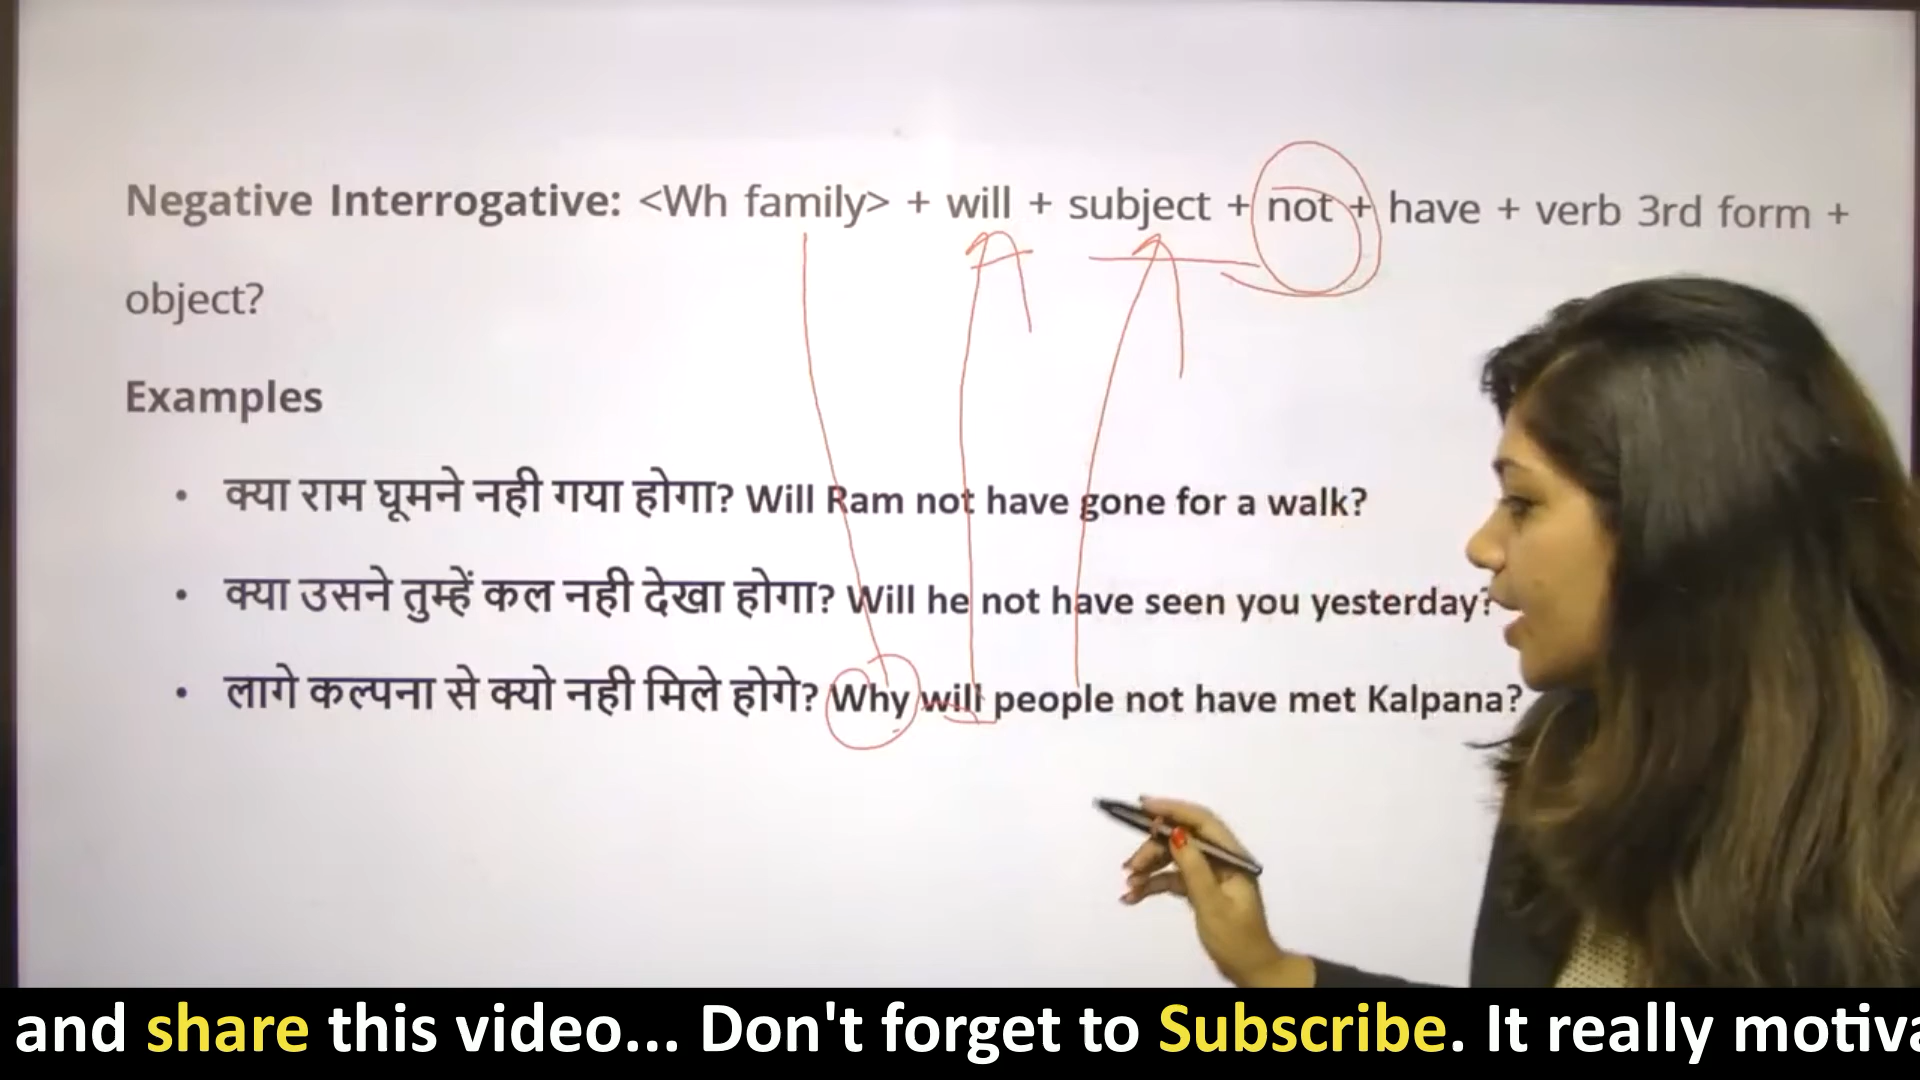 Negative Interrogative: <Wh family> + will + subject + not + have + verb 3rd form +
object?
Examples
• क्या राम घूमने नही गया होगा? Will Ram not have gone for a walk?
• क्या उसने तुम्हें कल नही देखा होगा? Will he not have seen you yesterday?
• लागे कल्पना से क्यो नही मिले होगे? Why will people not have met Kalpana?
and share this video... Don't forget to Subscribe. It really